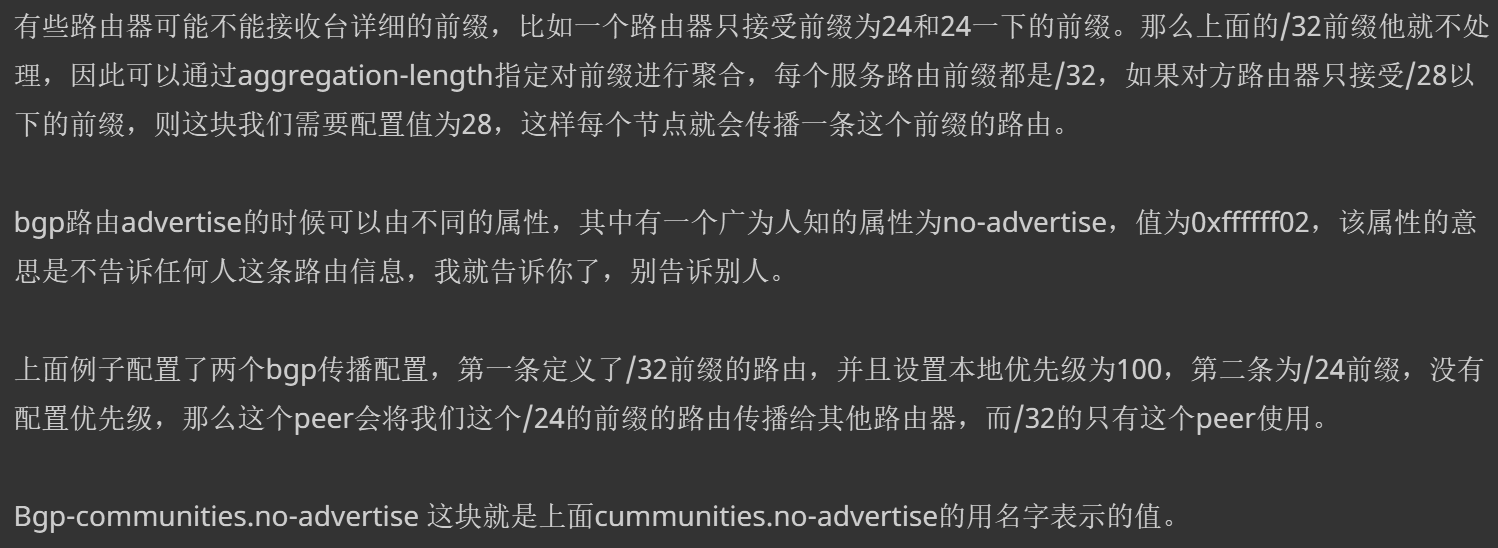 有些路由器可能不能接收台详细的前缀，比如一个路由器只接受前缀为24和24一下的前缀。那么上面的/32前缀他就不处
理，因此可以通过aggregation-length指定对前缀进行聚合，每个服务路由前缀都是/32，如果对方路由器只接受/28以
下的前缀，则这块我们需要配置值为28，这样每个节点就会传播一条这个前缀的路由。
bgp路由advertise的时候可以由不同的属性，其中有一个广为人知的属性为no-advertise，值为0xffffff02，该属性的意
思是不告诉任何人这条路由信息，我就告诉你了，别告诉别人。
上面例子配置了两个bgp传播配置，第一条定义了/32前缀的路由，并且设置本地优先级为100，第二条为/24前缀，没有
配置优先级，那么这个peer会将我们这个/24的前缀的路由传播给其他路由器，而/32的只有这个peer使用。
Bgp-communities.no-advertise 这块就是上面cummunities.no-advertise的用名字表示的值。